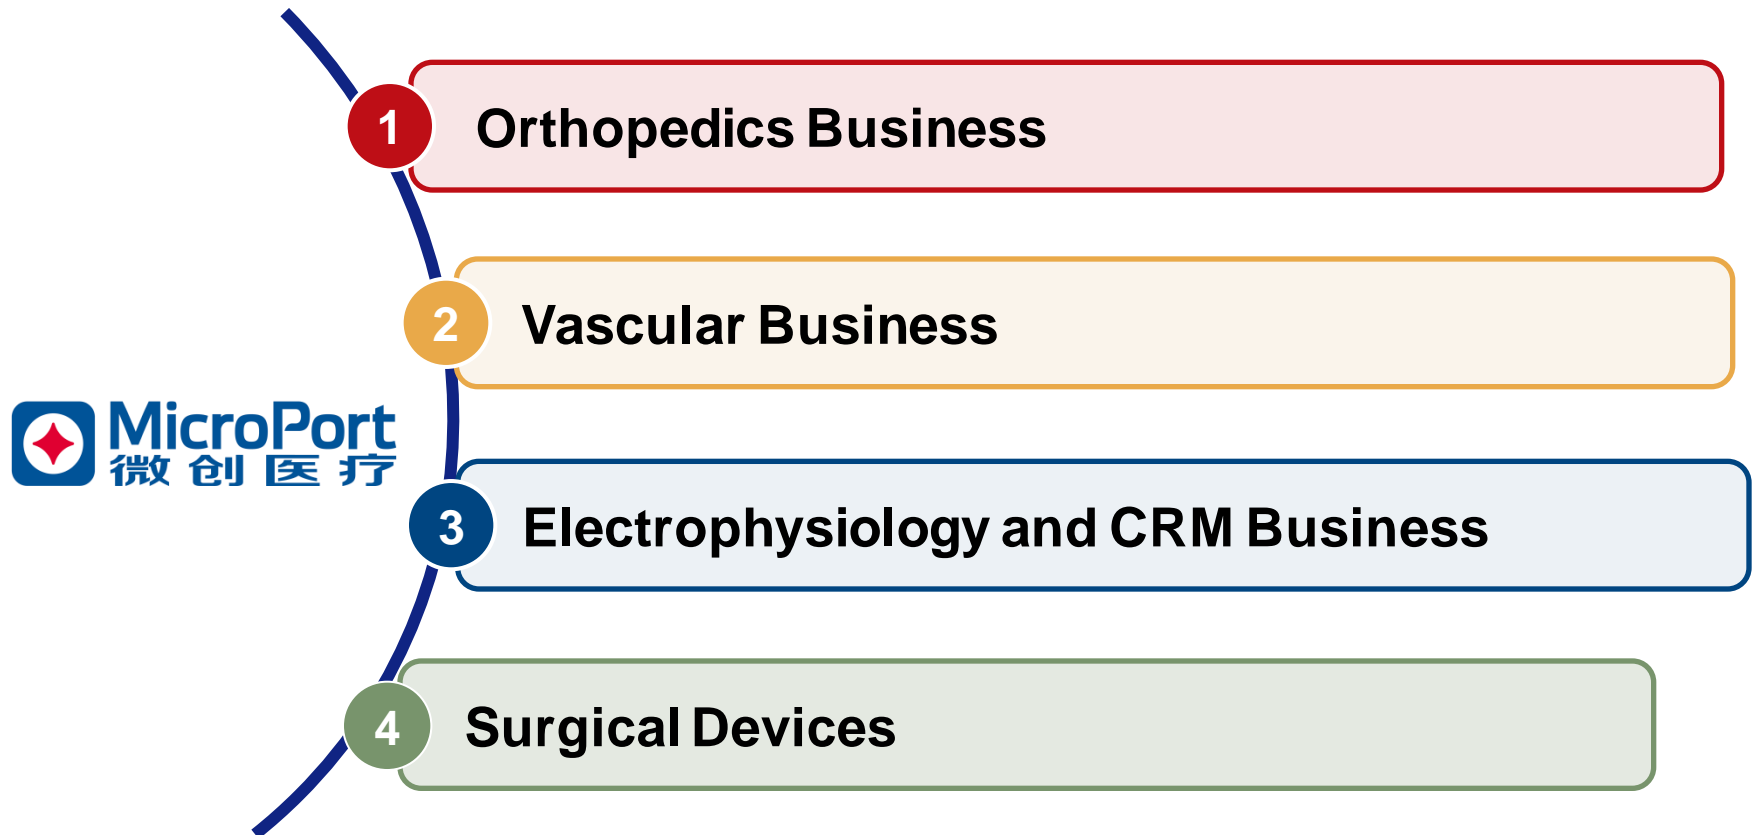 1
Orthopedics Business
2
Vascular Business
MicroPort
微创医疗
3
Electrophysiology and CRM Business
4
Surgical Devices